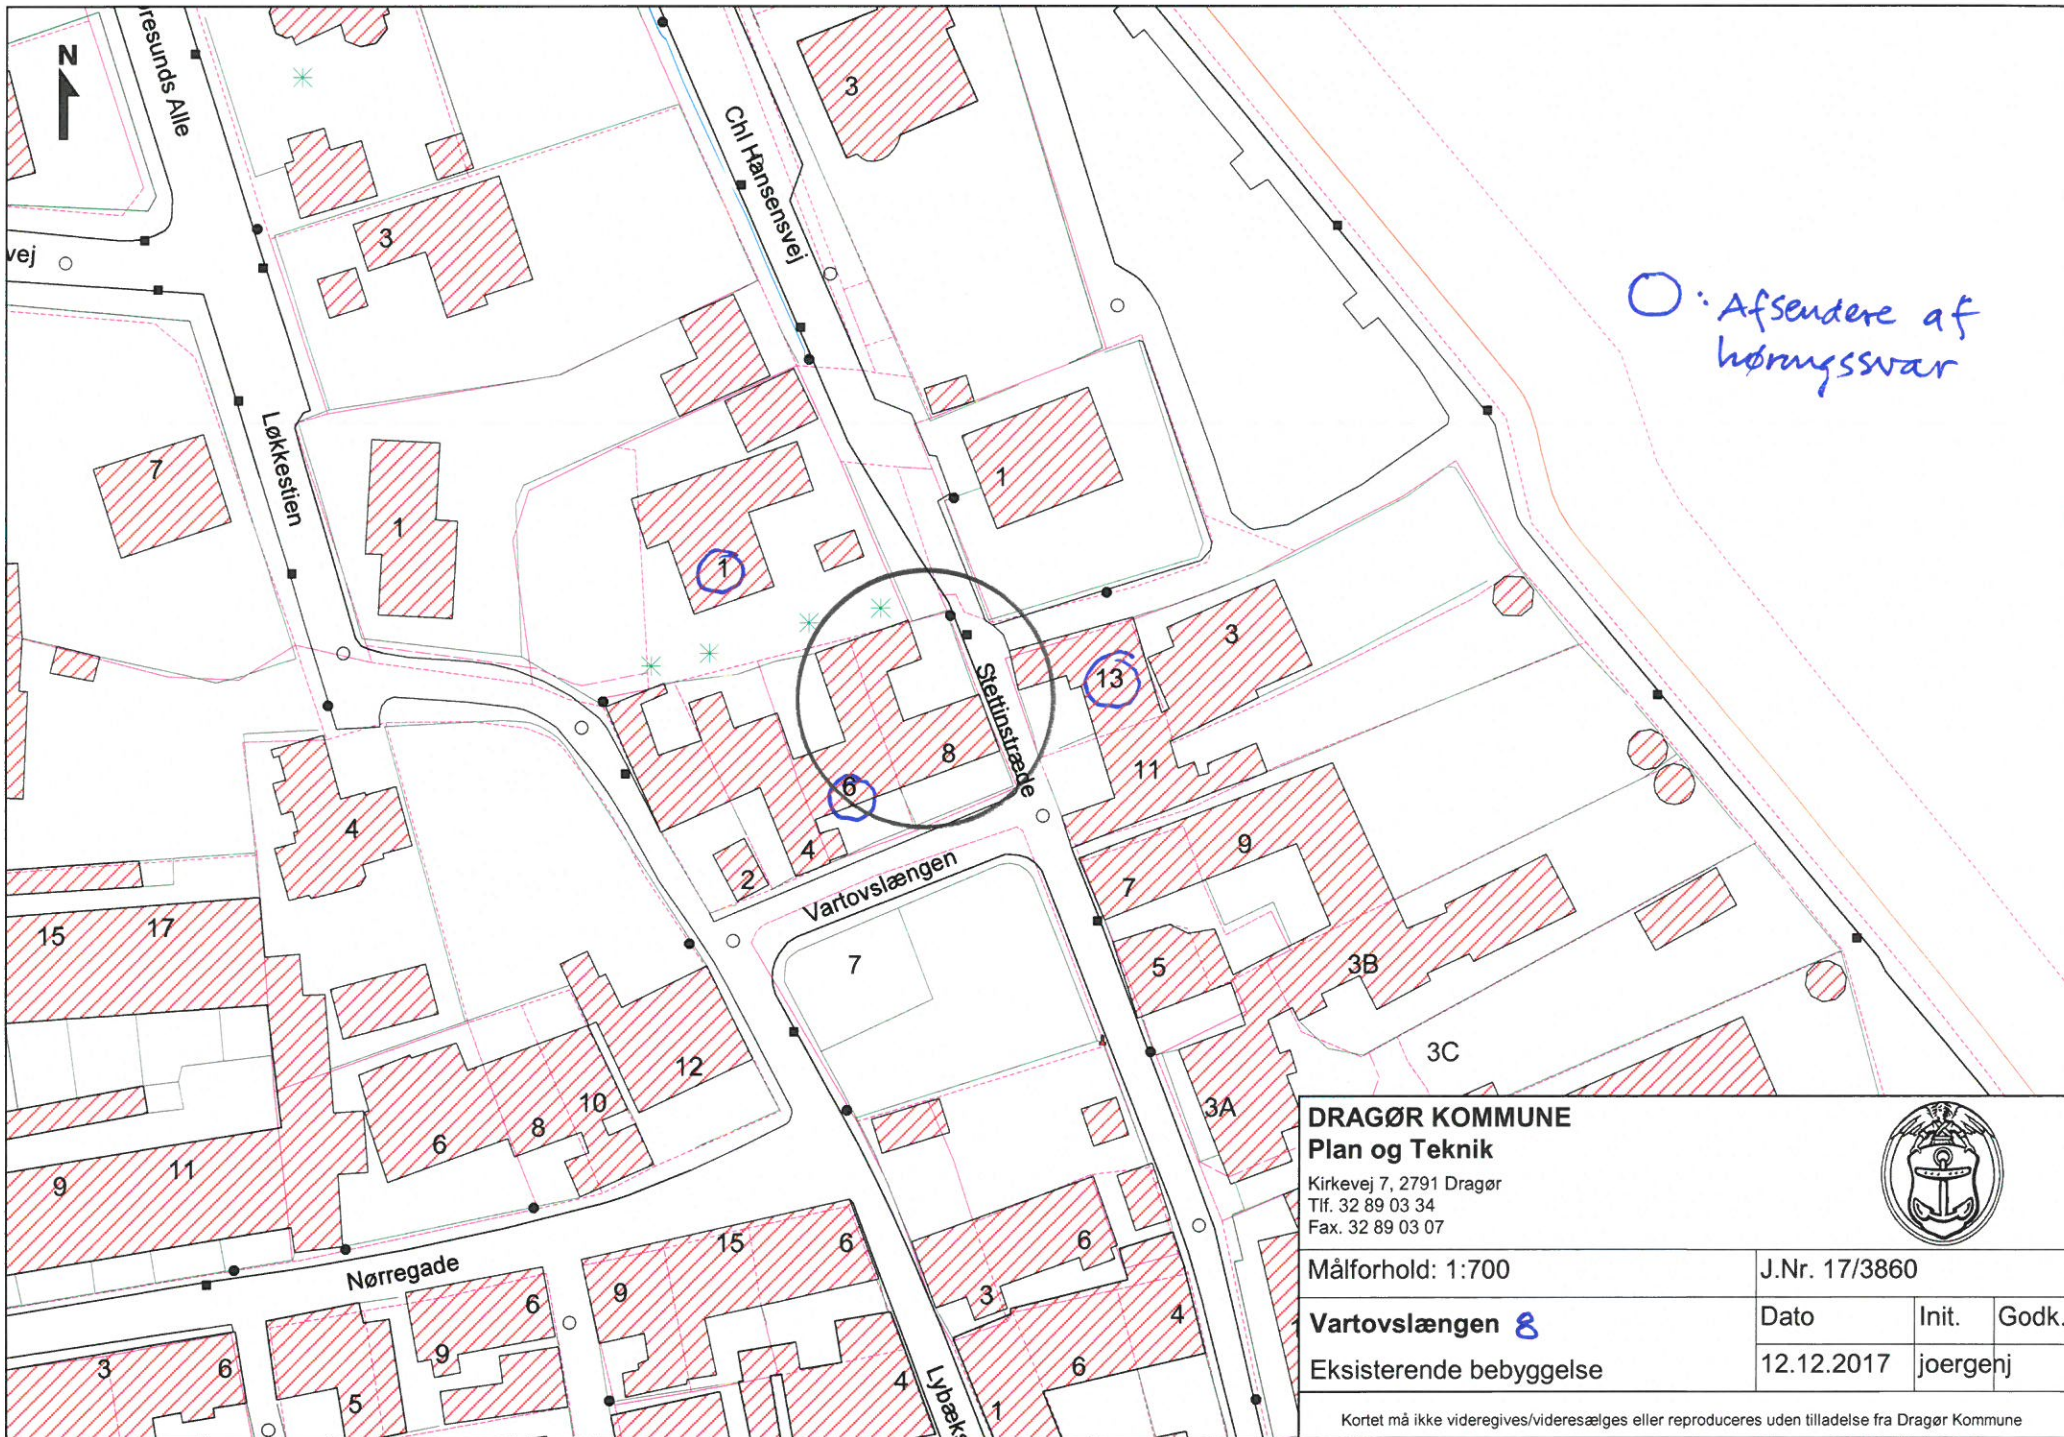 N
resunds Alle
3
Chl Hansensvej
3
vej
: Afsendere af
høringssvar
Løkkestien
7
1
1
1
3
13
Stettinstræde
8
11
6
4
4
2
Vartovslængen
9
7
15
17
7
5
3B
3C
12
10
8
6
3A
9
11
15
6
6
Nørregade
9
6
3
4
9
6
3
6
5
4
1
Lybæks
DRAGØR KOMMUNE
Plan og Teknik
Kirkevej 7, 2791 Dragør
Tlf. 32 89 03 34
Fax. 32 89 03 07
Målforhold: 1:700
J.Nr. 17/3860
Vartovslængen 8
Eksisterende bebyggelse
Dato
Init.
Godk.
12.12.2017
joergenj
Kortet må ikke videregives/videresælges eller reproduceres uden tilladelse fra Dragør Kommune